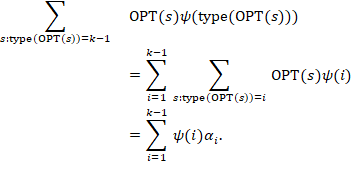 ∑_{s:type(OPT(s))=k−1} OPT(s)ψ(type(OPT(s)))
= ∑_{i=1}^{k−1} ∑_{s:type(OPT(s))=i} OPT(s)ψ(i)
= ∑_{i=1}^{k−1} ψ(i)α_i.